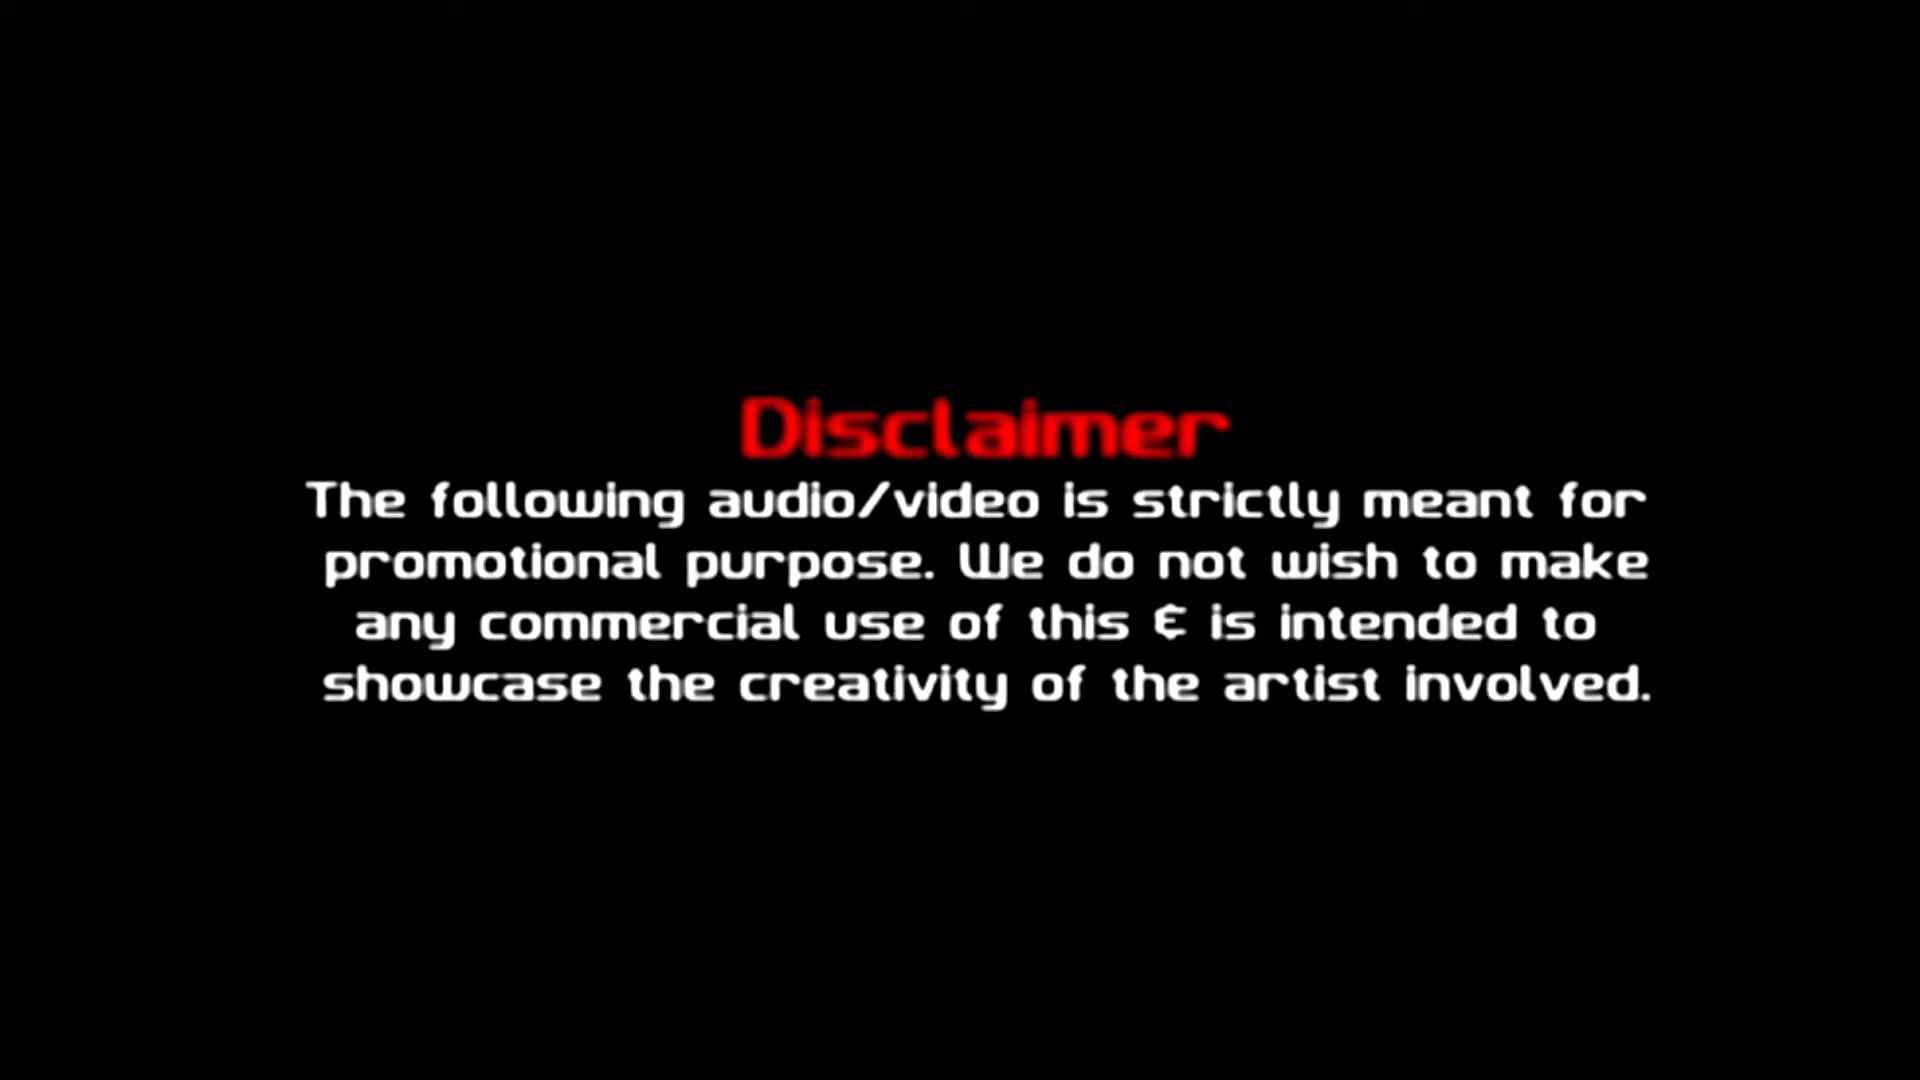 Disclaimer
The following audio/video is strictly meant for
promotional purpose. We do not wish to make
any commercial use of this & is intended to
showcase the creativity of the artist involved.